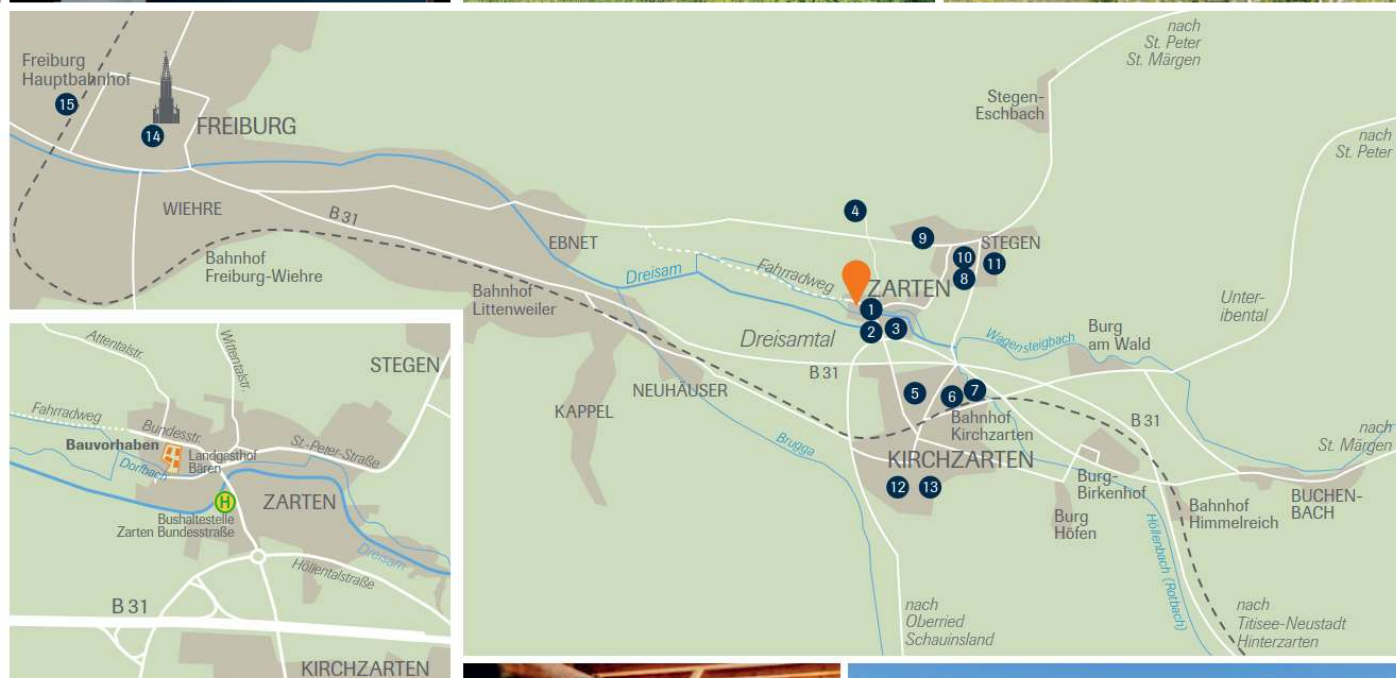 nach
St. Peter
St. Märgen
Freiburg
Hauptbahnhof
15
14
FREIBURG
Stegen-
Eschbach
nach
St. Peter
WIEHRE
B 31
4
9
STEGEN
EBNET
10
11
8
Bahnhof
Freiburg-Wiehre
Dreisam
Fahrradweg
ZARTEN
Bahnhof
Littenweiler
1
2
3
Unter-
ibental
Dreisamtal
Wagensteigbach
Burg
am Wald
B 31
NEUHÄUSER
KAPPEL
5
6
7
Bahnhof
Kirchzarten
B 31
nach
St. Märgen
Brugga
KIRCHZARTEN
12
13
Burg-
Birkenhof
Burg
Höfen
Bahnhof
Himmelreich
BUCHEN-
BACH
Höllenbach (Rotbach)
nach
Oberried
Schauinsland
nach
Titisee-Neustadt
Hinterzarten
Attentalstr.
Wittentalstr.
STEGEN
Fahrradweg
Bundesstr.
Bauvorhaben
Landgasthof
Bären
St.-Peter-Straße
Dorfbach
H
ZARTEN
Bushaltestelle
Zarten Bundesstraße
Dreisam
Höllentalstraße
B 31
KIRCHZARTEN